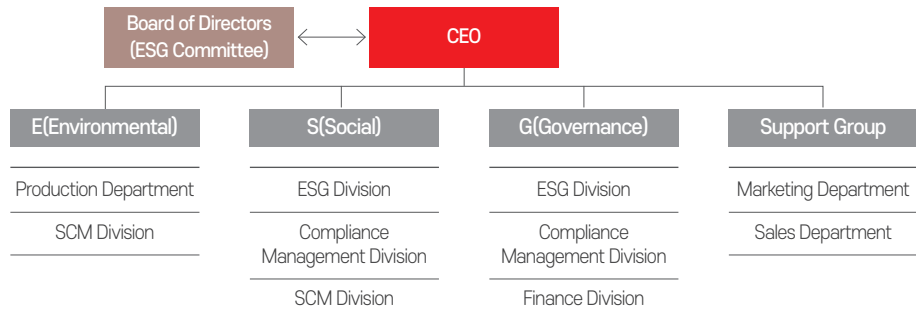 Board of Directors
(ESG Committee)
CEO
E(Environmental)
S(Social)
G(Governance)
Support Group
Production Department
SCM Division
ESG Division
Compliance
Management Division
SCM Division
ESG Division
Compliance
Management Division
Finance Division
Marketing Department
Sales Department